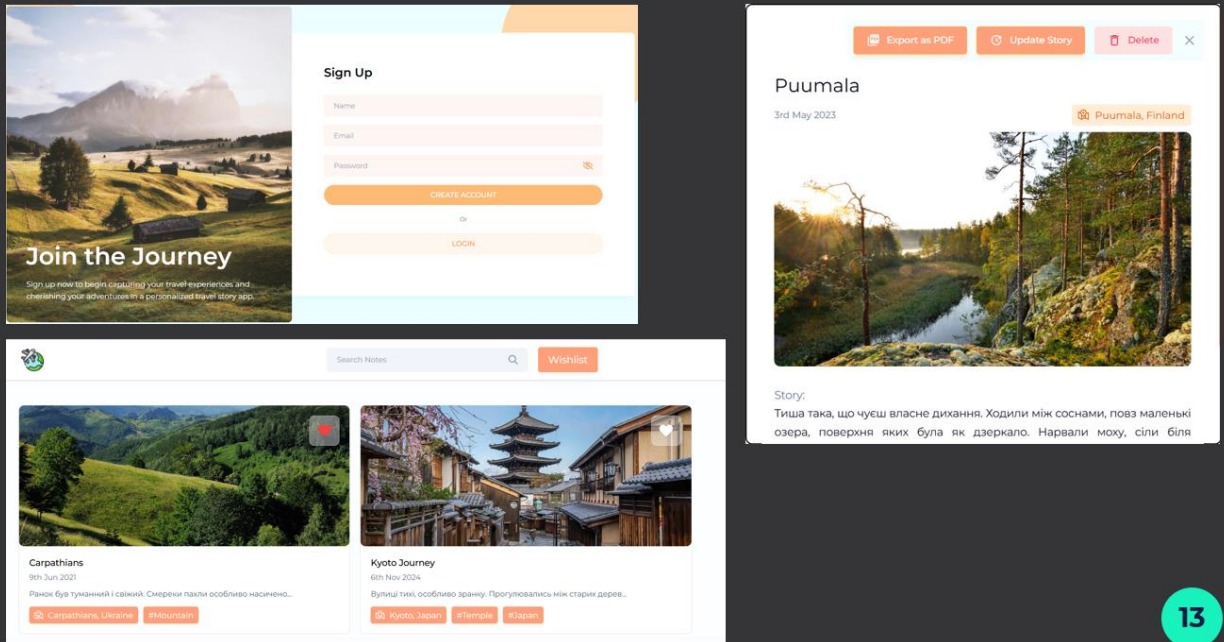 Sign Up
Name
Email
Password
CREATE ACCOUNT
Or
LOGIN
Join the Journey
Sign up now to begin capturing your travel experiences and
cherishing your adventures in a personalized travel story app.
Export as PDF
Update Story
Delete
Puumala
3rd May 2023
Puumala, Finland
Story:
Тиша така, що чуєш власне дихання. Ходили між соснами, повз маленькі
озера, поверхня яких була як дзеркало. Нарвали моху, сіли біля
Search Notes
Wishlist
Carpathians
9th Jun 2021
Ранок був туманний і свіжий. Смереки пахли особливо насичено...
Carpathians, Ukraine
#Mountain
Kyoto Journey
6th Nov 2024
Вулиці тихі, особливо зранку. Прогулювались між старих дерев...
Kyoto, Japan
#Temple
#Japan
13